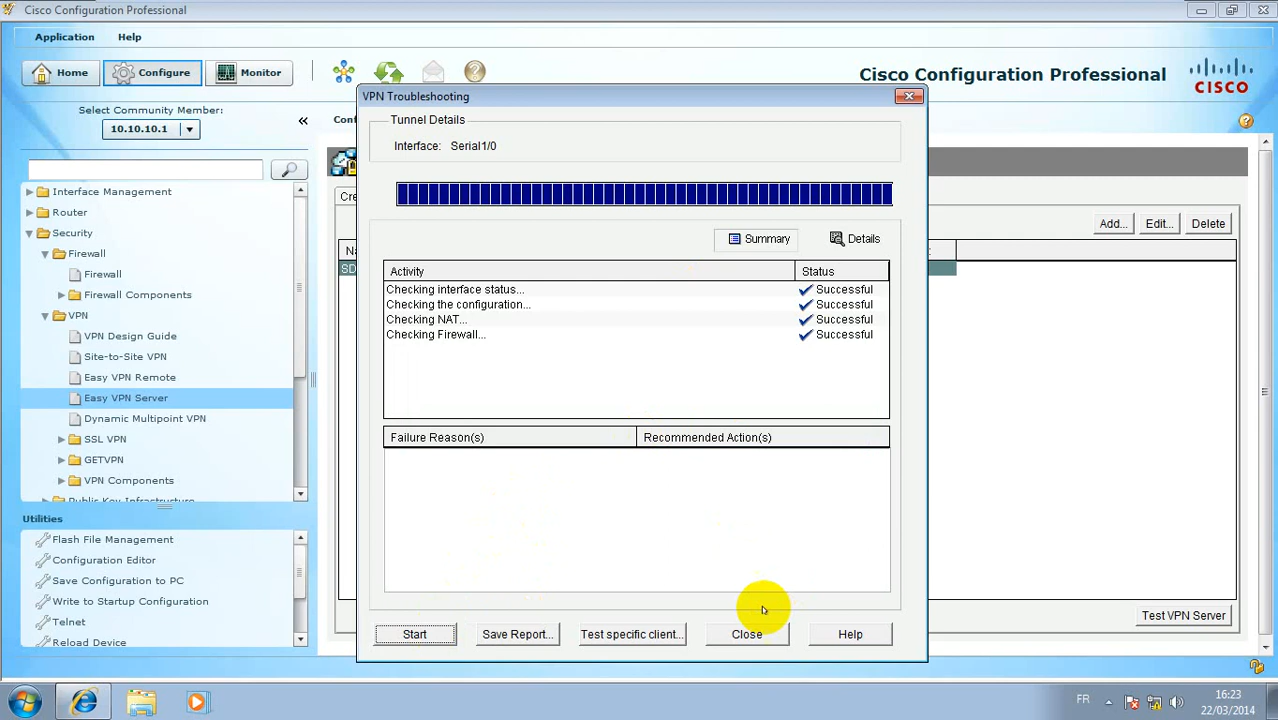 Cisco Configuration Professional
Application Help
Home Configure Monitor
Cisco Configuration Professional
CISCO
Select Community Member:
10.10.10.1
«
Interface Management
Router
Security
Firewall
Firewall
Firewall Components
VPN
VPN Design Guide
Site-to-Site VPN
Easy VPN Remote
Easy VPN Server
Dynamic Multipoint VPN
SSL VPN
GETVPN
VPN Components
Public Key Infrastructure
Utilities
Flash File Management
Configuration Editor
Save Configuration to PC
Write to Startup Configuration
Telnet
Reload Device
Add... Edit... Delete
Test VPN Server
VPN Troubleshooting
Tunnel Details
Interface: Serial1/0
Summary Details
Activity Status
Checking interface status... Successful
Checking the configuration... Successful
Checking NAT... Successful
Checking Firewall... Successful
Failure Reason(s) Recommended Action(s)
Start Save Report... Test specific client... Close Help
FR
16:23
22/03/2014